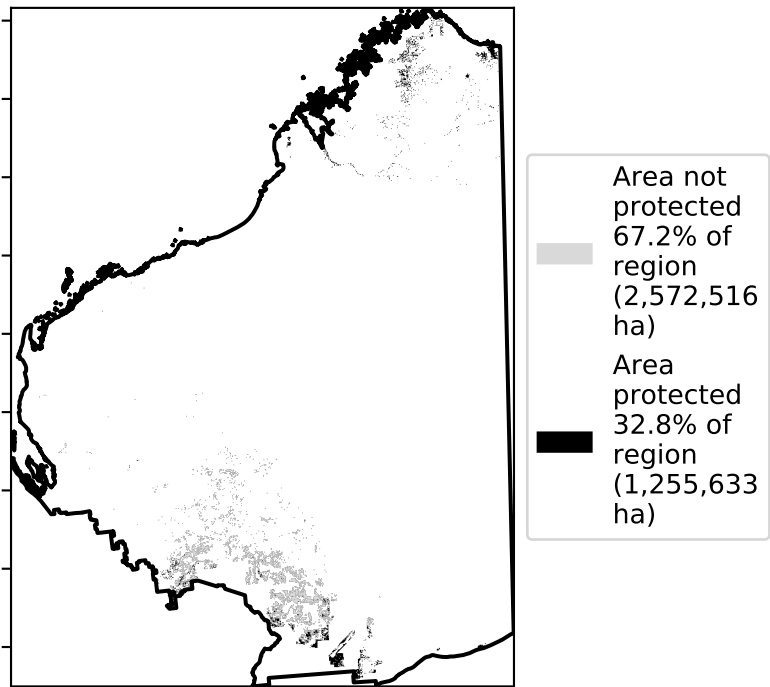 Area not
protected
67.2% of
region
(2,572,516
ha)
Area
protected
32.8% of
region
(1,255,633
ha)